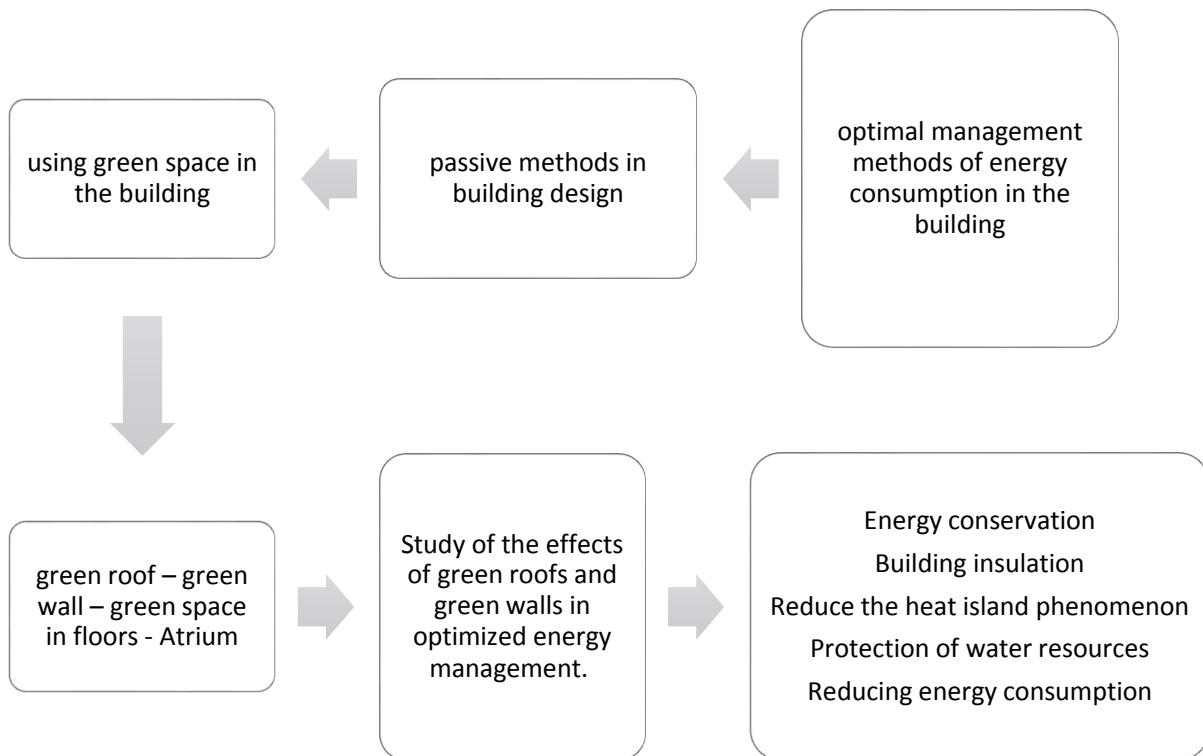 optimal management
methods of energy
consumption in the
building
passive methods in
building design
using green space in
the building
green roof – green
wall – green space
in floors - Atrium
Study of the effects
of green roofs and
green walls in
optimized energy
management.
Energy conservation
Building insulation
Reduce the heat island phenomenon
Protection of water resources
Reducing energy consumption